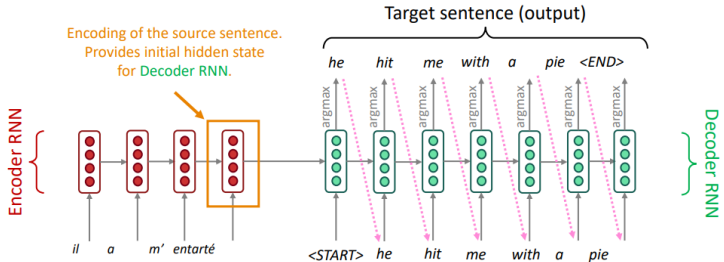 Target sentence (output)
Encoding of the source sentence.
Provides initial hidden state
for Decoder RNN.
he hit me with a pie <END>
argmax argmax argmax argmax argmax argmax argmax
Encoder RNN
Decoder RNN
il a m' entarté
<START> he hit me with a pie